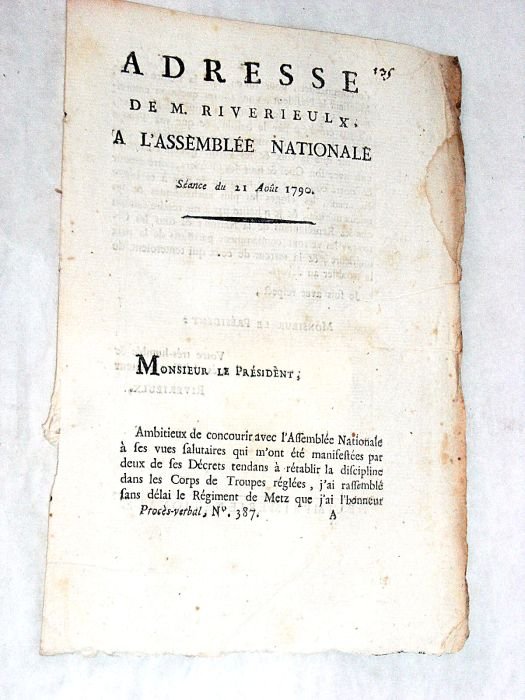 ADRESSE
135
DE M. RIVERIEULX,
A L'ASSEMBLÉE NATIONALE
Séance du 21 Août 1790.
MONSIEUR LE PRÉSIDENT,
Ambitieux de concourir avec l'Aſſemblée Nationale
à ſes vues ſalutaires qui m'ont été manifeſtées par
deux de ſes Décrets tendans à rétablir la diſcipline
dans les Corps de Troupes réglées, j'ai raſſemblé
ſans délai le Régiment de Metz que j'ai l'honneur
Procès-verbal, Nº. 387. A